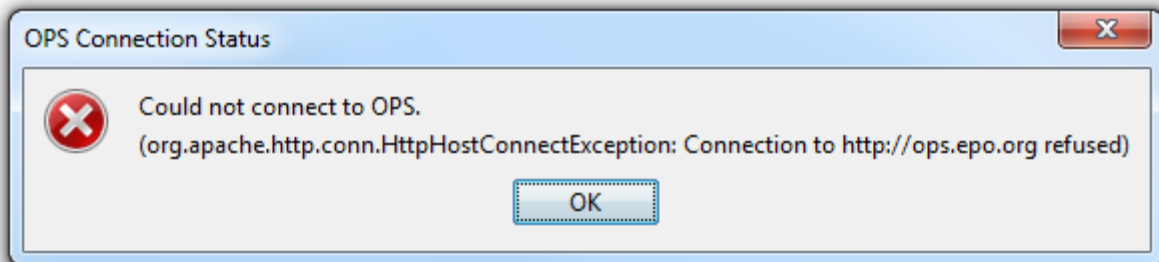 OPS Connection Status
Could not connect to OPS.
(org.apache.http.conn.HttpHostConnectException: Connection to http://ops.epo.org refused)
OK